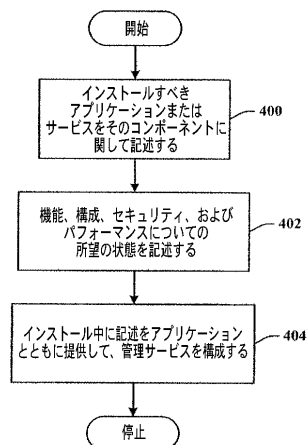 開始
インストールすべき
アプリケーションまたは
サービスをそのコンポーネントに
関して記述する
400
機能、構成、セキュリティ、および
パフォーマンスについての
所望の状態を記述する
402
インストール中に記述をアプリケーション
とともに提供して、管理サービスを構成する
404
停止